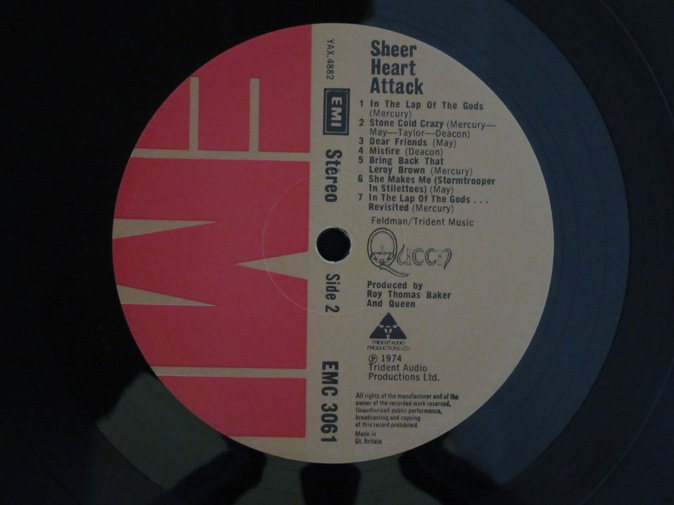 Sheer
Heart
Attack
1 In The Lap Of The Gods
(Mercury)
2 Stone Cold Crazy (Mercury—
May—Taylor—Deacon)
3 Dear Friends (May)
4 Misfire (Deacon)
5 Bring Back That
Leroy Brown (Mercury)
6 She Makes Me (Stormtrooper
In Stilettoes) (May)
7 In The Lap Of The Gods . . .
Revisited (Mercury)
Feldman/Trident Music
Queen
Produced by
Roy Thomas Baker
And Queen
TRIDENT AUDIO
PRODUCTIONS LTD
℗ 1974
Trident Audio
Productions Ltd.
All rights of the manufacturer and of the
owner of the recorded work reserved.
Unauthorised public performance,
broadcasting and copying
of this record prohibited
Made in
Gt. Britain
YAX.4882
EMI
Stereo
Side 2
EMC 3061
EMI